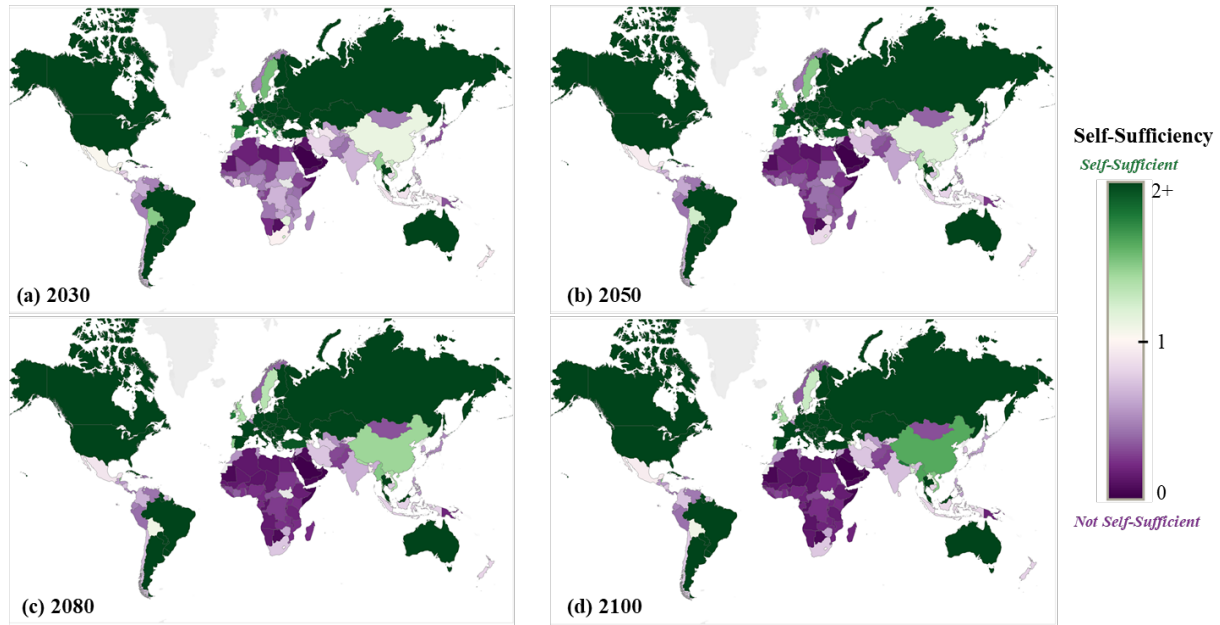 (a) 2030
(b) 2050
Self-Sufficiency
Self-Sufficient
2+
1
0
Not Self-Sufficient
(c) 2080
(d) 2100